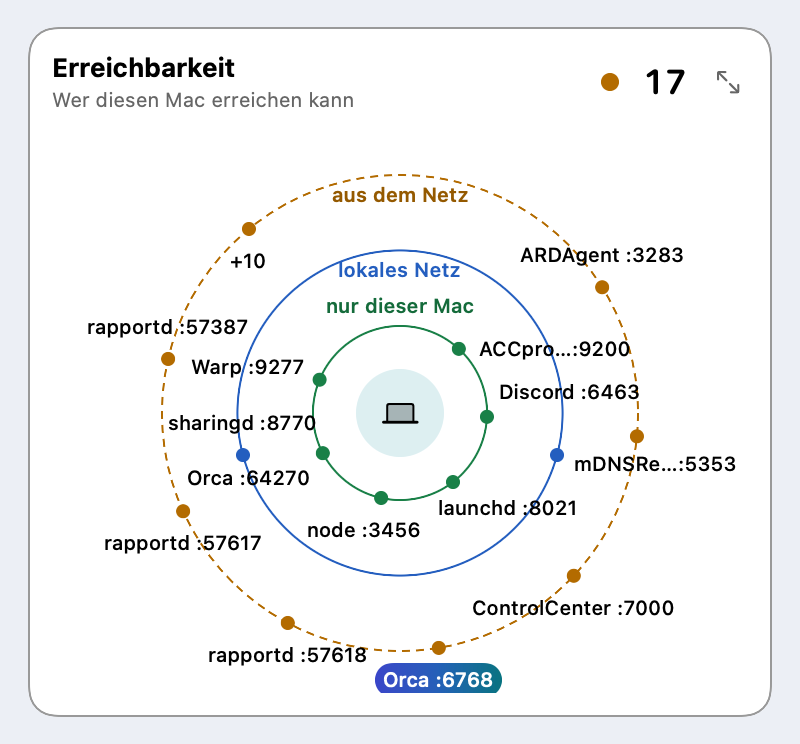 Erreichbarkeit
Wer diesen Mac erreichen kann
17
aus dem Netz
+10
ARDAgent :3283
lokales Netz
nur dieser Mac
rapportd :57387
ACCpro...:9200
Warp :9277
Discord :6463
sharingd :8770
mDNSRe...:5353
Orca :64270
launchd :8021
node :3456
rapportd :57617
ControlCenter :7000
rapportd :57618
Orca :6768